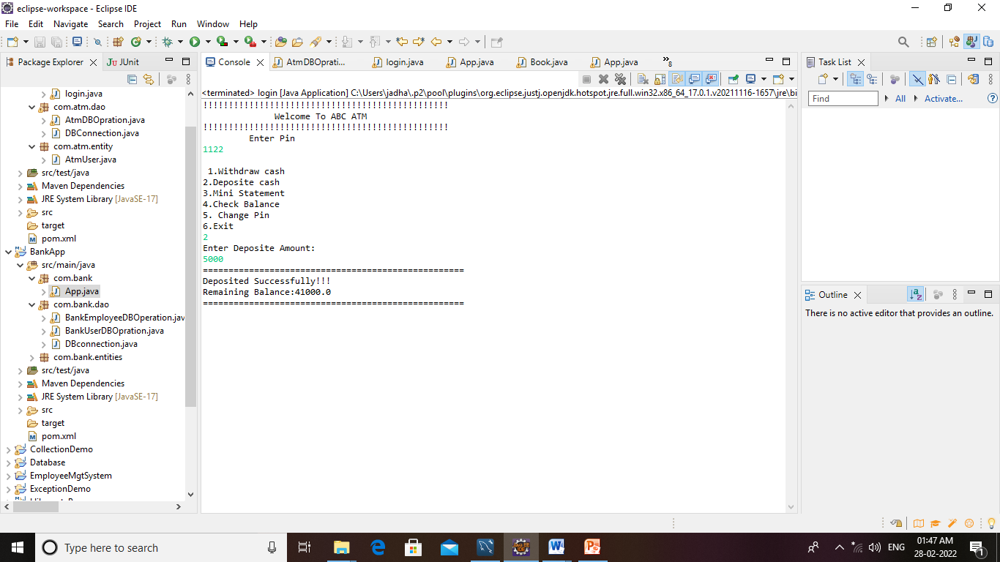 eclipse-workspace - Eclipse IDE
File Edit Navigate Search Project Run Window Help
Package Explorer
JUnit
login.java
com.atm.dao
AtmDBOpration.java
DBConnection.java
com.atm.entity
AtmUser.java
src/test/java
Maven Dependencies
JRE System Library [JavaSE-17]
src
target
pom.xml
BankApp
src/main/java
com.bank
App.java
com.bank.dao
BankEmployeeDBOperation.jav
BankUserDBOpration.java
DBconnection.java
com.bank.entities
src/test/java
Maven Dependencies
JRE System Library [JavaSE-17]
src
target
pom.xml
CollectionDemo
Database
EmployeeMgtSystem
ExceptionDemo
Console AtmDBOprati... login.java App.java Book.java App.java »8
<terminated> login [Java Application] C:\Users\jadha\.p2\pool\plugins\org.eclipse.justj.openjdk.hotspot.jre.full.win32.x86_64_17.0.1.v20211116-1657\jre\bi
!!!!!!!!!!!!!!!!!!!!!!!!!!!!!!!!!!!!!!!!!!!!!!!!
Welcome To ABC ATM
!!!!!!!!!!!!!!!!!!!!!!!!!!!!!!!!!!!!!!!!!!!!!!!!
Enter Pin
1122
1.Withdraw cash
2.Deposite cash
3.Mini Statement
4.Check Balance
5. Change Pin
6.Exit
2
Enter Deposite Amount:
5000
===================================================
Deposited Successfully!!!
Remaining Balance:41000.0
===================================================
Task List
Find All Activate...
Outline
There is no active editor that provides an outline.
Type here to search
ENG
01:47 AM
28-02-2022
1